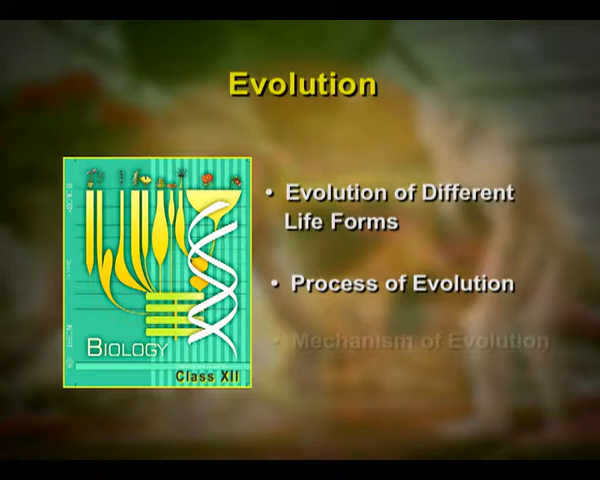 Evolution
• Evolution of Different
Life Forms
• Process of Evolution
• Mechanism of Evolution
BIOLOGY
Class XII